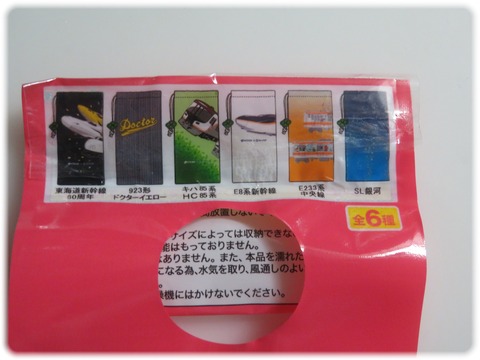 Doctor
東海道新幹線
60周年
923形
ドクターイエロー
キハ85系
HC85系
E8系新幹線
E233系
中央線
SL銀河
全6種
放置しない
サイズによっては収納できな
能はもっておりません。
ありません。また、本品を濡れた
になる為、水気を取り、風通しのよい
機にはかけないでください。